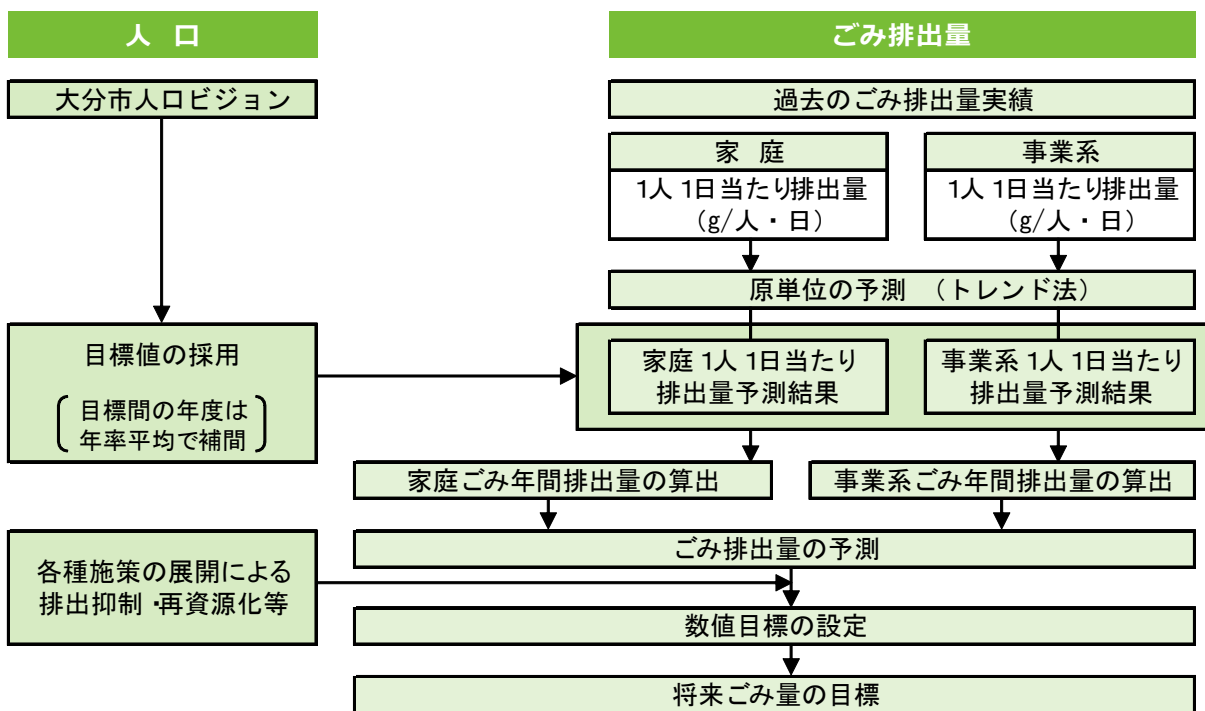 人 口
ごみ排出量
大分市人口ビジョン
過去のごみ排出量実績
家 庭
事業系
1人 1日当たり排出量
(g/人・日)
1人 1日当たり排出量
(g/人・日)
原単位の予測 (トレンド法)
目標値の採用
目標間の年度は
年率平均で補間
家庭 1人 1日当たり
排出量予測結果
事業系 1人 1日当たり
排出量予測結果
家庭ごみ年間排出量の算出
事業系ごみ年間排出量の算出
ごみ排出量の予測
各種施策の展開による
排出抑制・再資源化等
数値目標の設定
将来ごみ量の目標